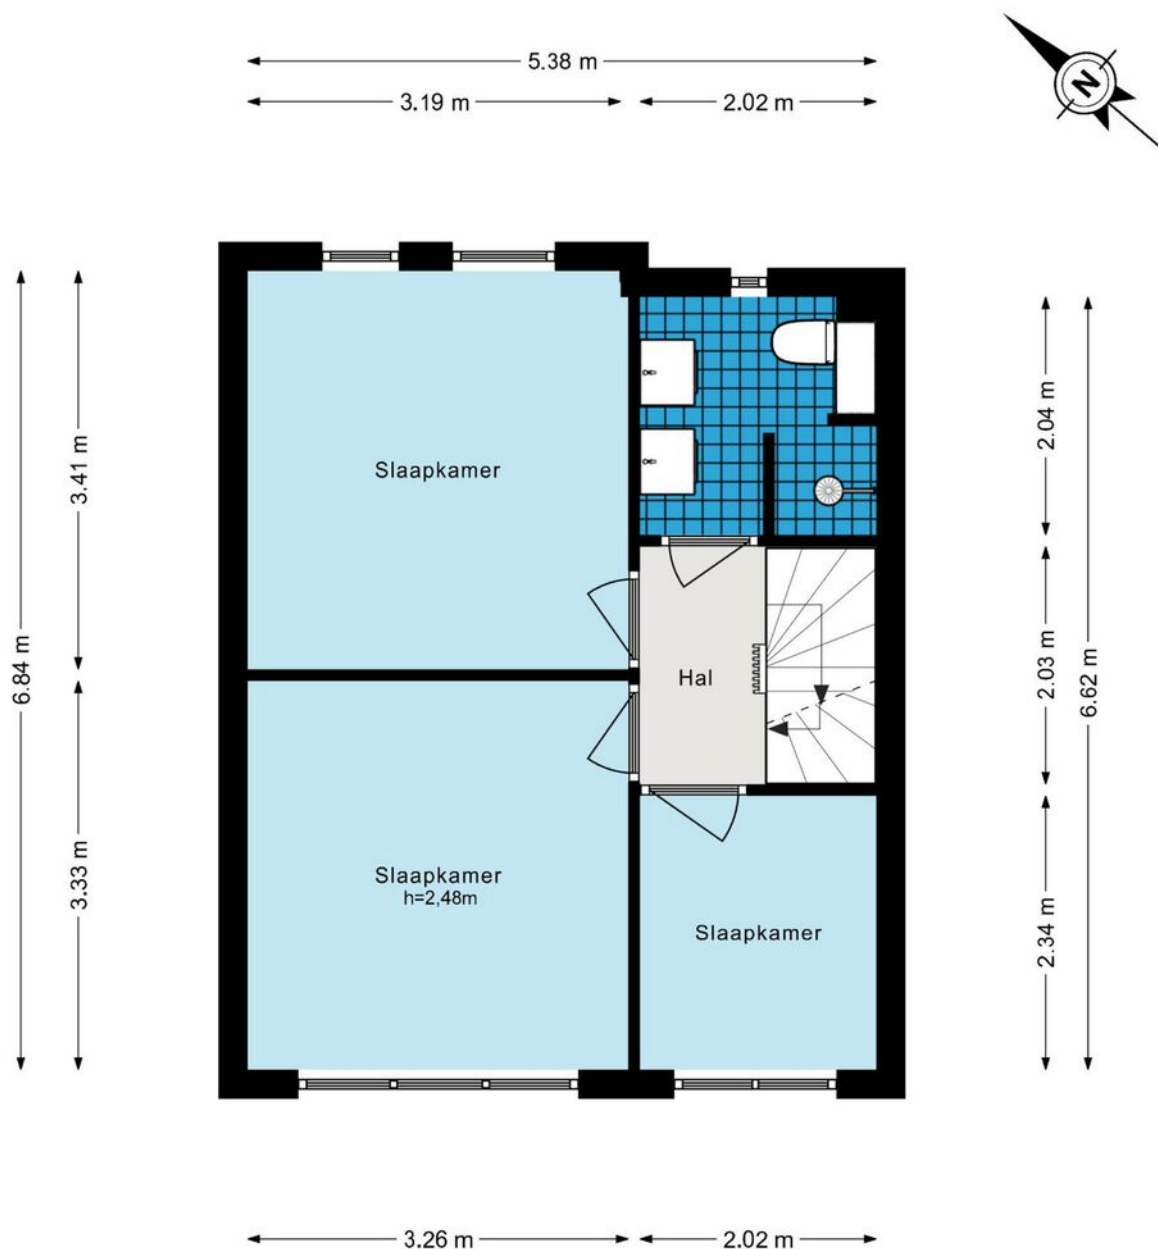 5.38 m
3.19 m
2.02 m
N
6.84 m
3.41 m
3.33 m
Slaapkamer
2.04 m
2.03 m
6.62 m
2.34 m
Hal
Slaapkamer
h=2,48m
Slaapkamer
3.26 m
2.02 m